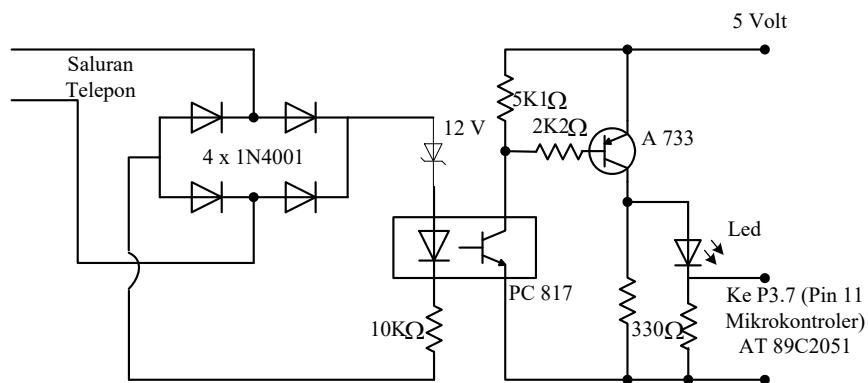 5 Volt
Saluran
Telepon
5K1Ω
12 V
2K2Ω
A 733
4 x 1N4001
Led
PC 817
Ke P3.7 (Pin 11
Mikrokontroler)
AT 89C2051
10KΩ
330Ω